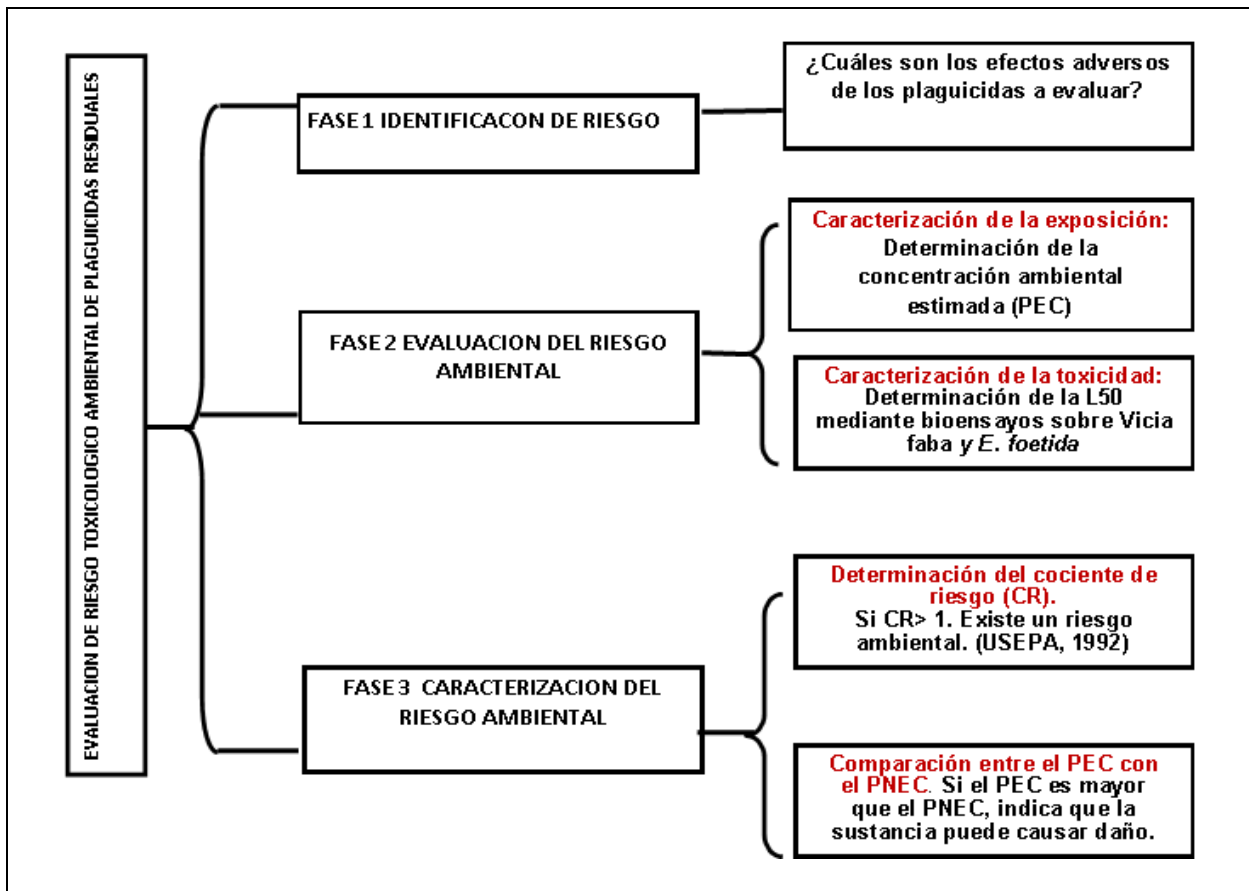 EVALUACION DE RIESGO TOXICOLOGICO AMBIENTAL DE PLAGUICIDAS RESIDUALES
FASE 1 IDENTIFICACON DE RIESGO
¿Cuáles son los efectos adversos
de los plaguicidas a evaluar?
FASE 2 EVALUACION DEL RIESGO
AMBIENTAL
Caracterización de la exposición:
Determinación de la
concentración ambiental
estimada (PEC)
Caracterización de la toxicidad:
Determinación de la L50
mediante bioensayos sobre Vicia
faba y E. foetida
FASE 3 CARACTERIZACION DEL
RIESGO AMBIENTAL
Determinación del cociente de
riesgo (CR).
Si CR> 1. Existe un riesgo
ambiental. (USEPA, 1992)
Comparación entre el PEC con
el PNEC. Si el PEC es mayor
que el PNEC, indica que la
sustancia puede causar daño.